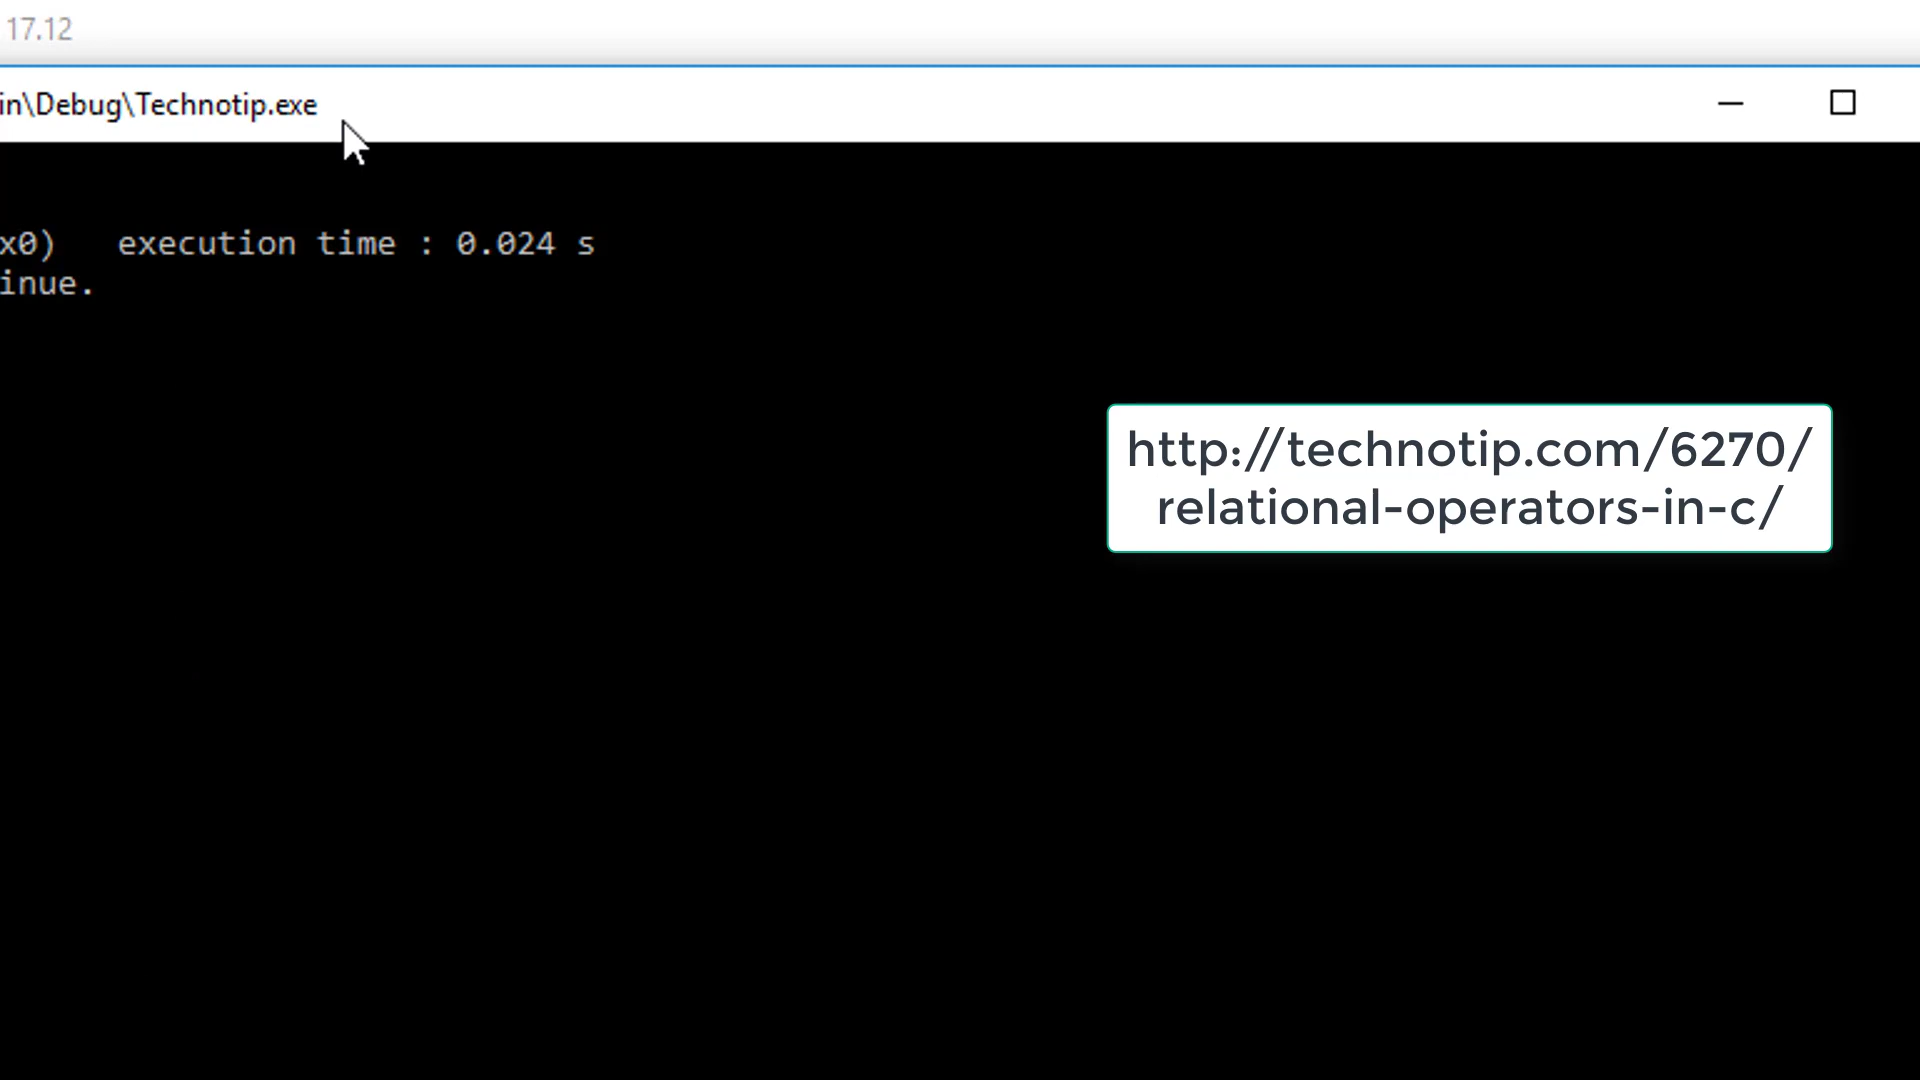 17.12
in\Debug\Technotip.exe
x0)   execution time : 0.024 s
inue.
http://technotip.com/6270/
relational-operators-in-c/